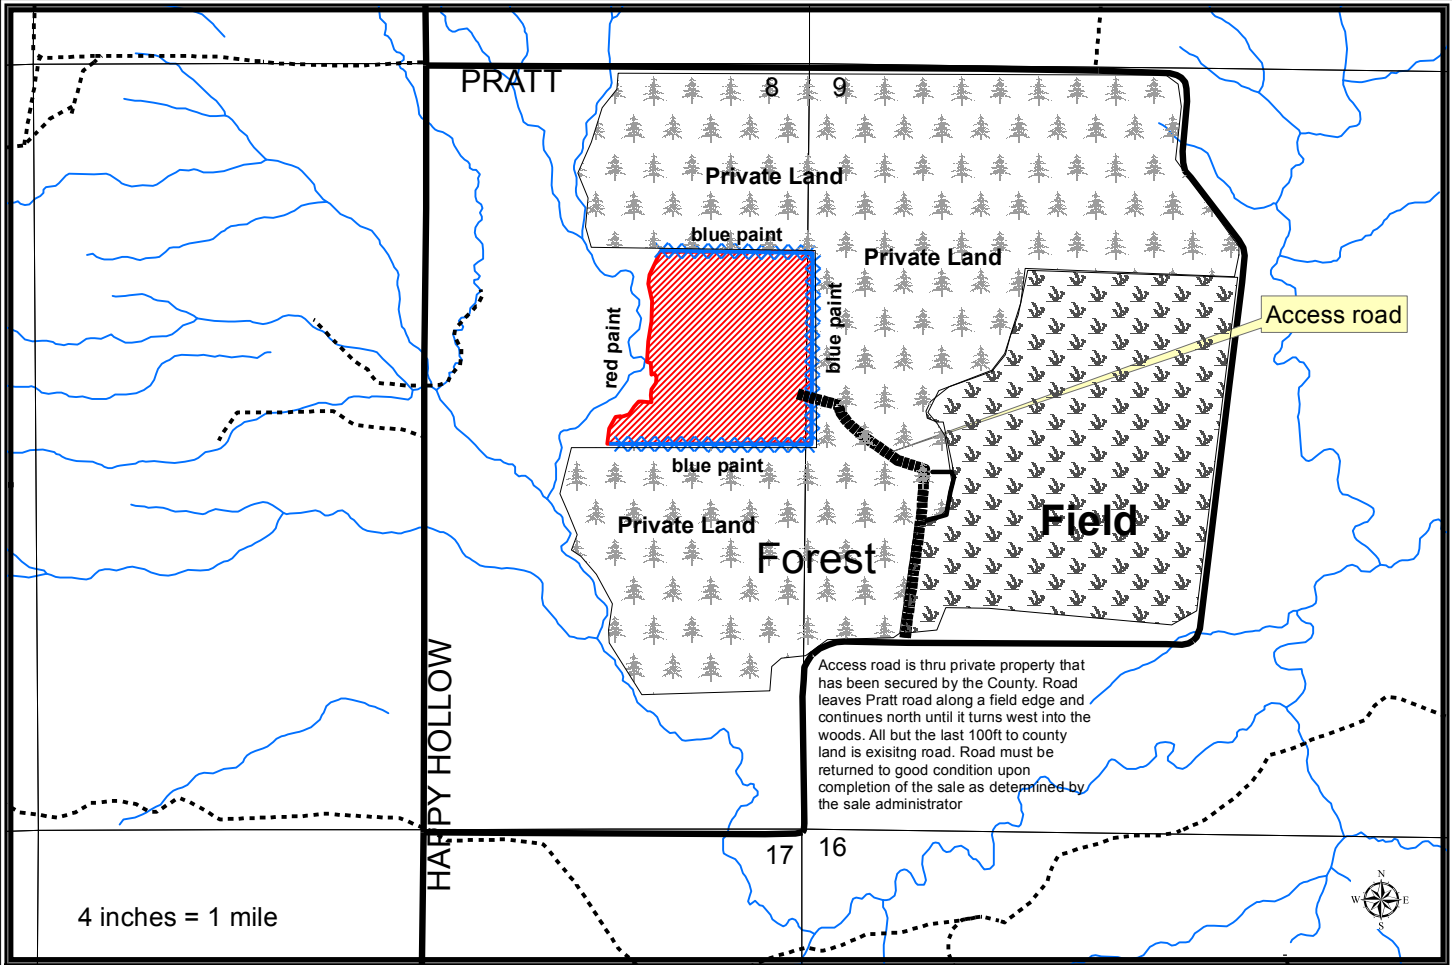 PRATT
8
9
Private Land
blue paint
Private Land
red paint
blue paint
Access road
blue paint
Private Land
Forest
Field
HAPPY HOLLOW
Access road is thru private property that
has been secured by the County. Road
leaves Pratt road along a field edge and
continues north until it turns west into the
woods. All but the last 100ft to county
land is exisitng road. Road must be
returned to good condition upon
completion of the sale as determined by
the sale administrator
17
16
4 inches = 1 mile
N
W
E
S